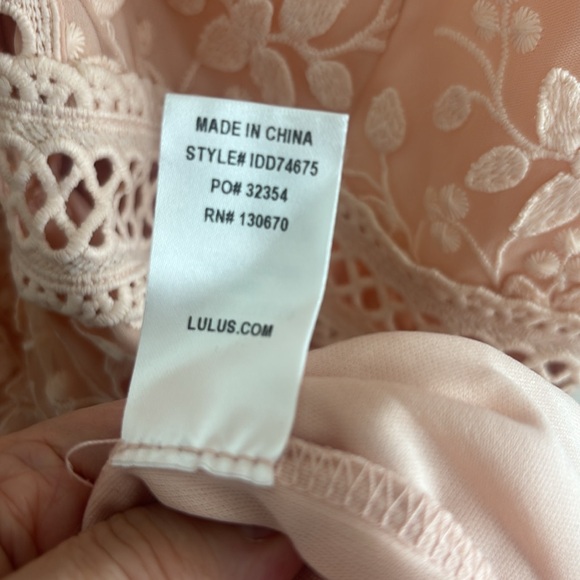 MADE IN CHINA
STYLE# IDD74675
PO# 32354
RN# 130670
LULUS.COM